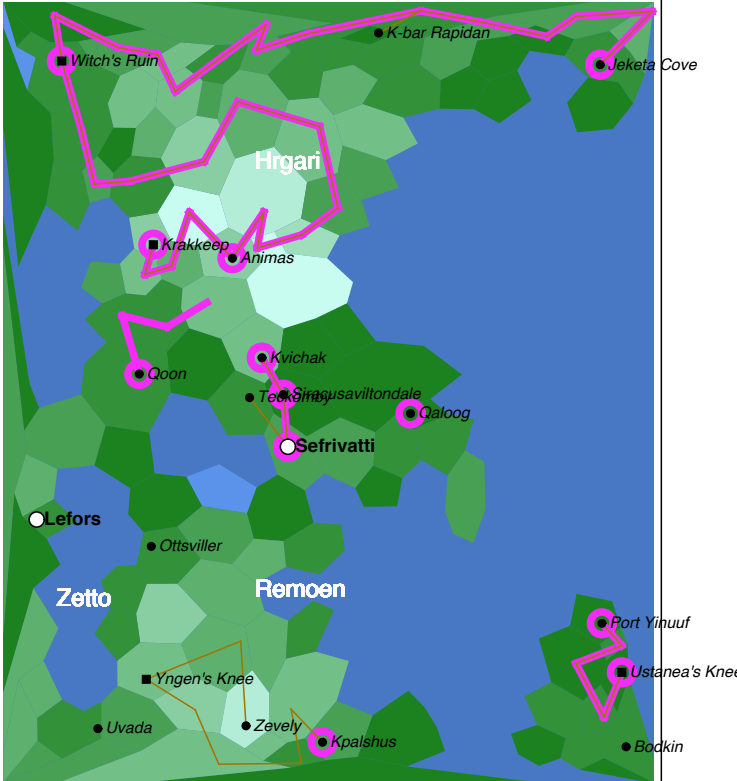 K-bar Rapidan
Witch's Ruin
Jeketa Cove
Hrgari
Krakkeep
Animas
Kvichak
Qoon
Siracusaviltondale
Teckomby
Qaloog
Sefrivatti
Lefors
Ottsviller
Remoen
Zetto
Port Yinuuf
Ustanea's Knee
Yngen's Knee
Zevely
Uvada
Kpalshus
Bodkin